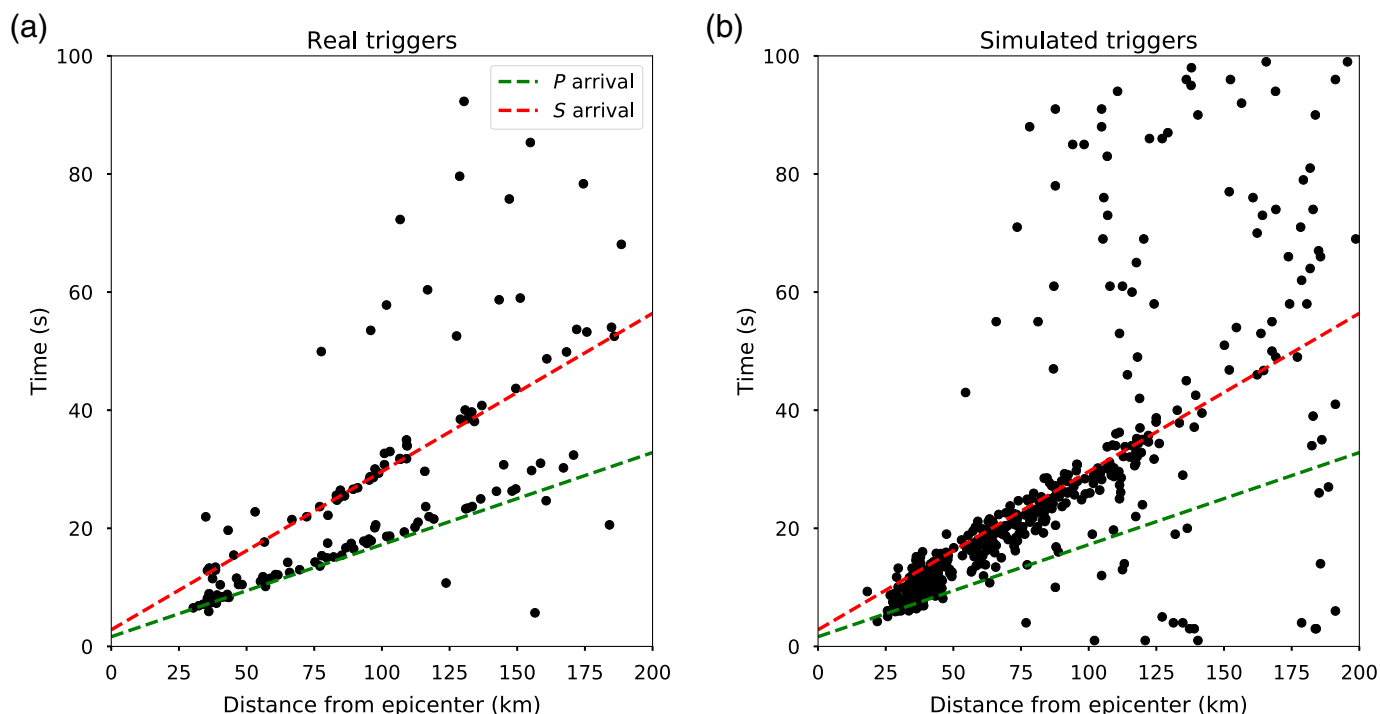 (a)
Real triggers
100
80
60
40
20
0
Time (s)
P arrival
S arrival
0 25 50 75 100 125 150 175 200
Distance from epicenter (km)
(b)
Simulated triggers
100
80
60
40
20
0
Time (s)
0 25 50 75 100 125 150 175 200
Distance from epicenter (km)